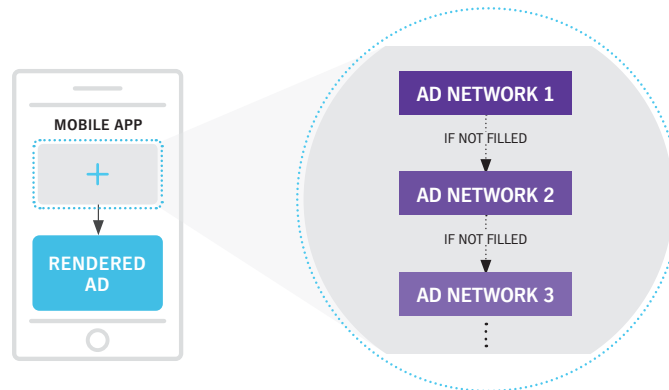 MOBILE APP
+
RENDERED
AD
AD NETWORK 1
IF NOT FILLED
AD NETWORK 2
IF NOT FILLED
AD NETWORK 3